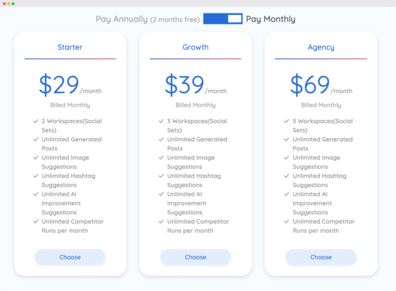 Pay Annually (2 months free) Pay Monthly
Starter
$29/month
Billed Monthly
2 Workspaces(Social
Sets)
Unlimited Generated
Posts
Unlimited Image
Suggestions
Unlimited Hashtag
Suggestions
Unlimited AI
Improvement
Suggestions
Unlimited Competitor
Runs per month
Choose
Growth
$39/month
Billed Monthly
3 Workspaces(Social
Sets)
Unlimited Generated
Posts
Unlimited Image
Suggestions
Unlimited Hashtag
Suggestions
Unlimited AI
Improvement
Suggestions
Unlimited Competitor
Runs per month
Choose
Agency
$69/month
Billed Monthly
5 Workspaces(Social
Sets)
Unlimited Generated
Posts
Unlimited Image
Suggestions
Unlimited Hashtag
Suggestions
Unlimited AI
Improvement
Suggestions
Unlimited Competitor
Runs per month
Choose